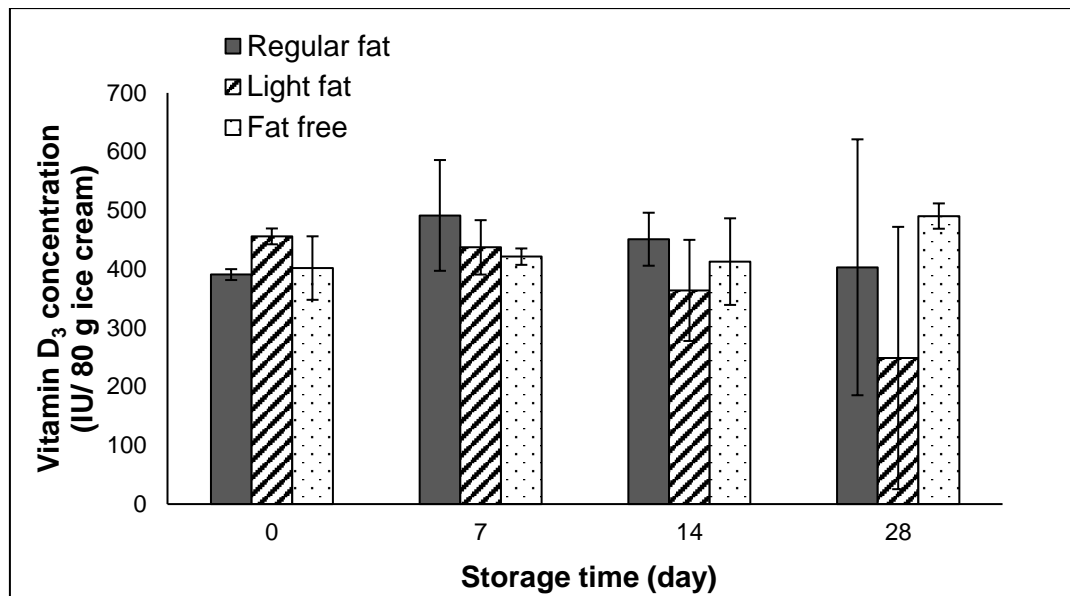 Regular fat
Light fat
Fat free
Vitamin D₃ concentration
(IU/ 80 g ice cream)
700
600
500
400
300
200
100
0
0 7 14 28
Storage time (day)